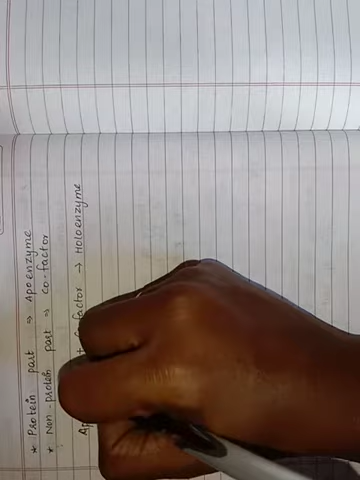 * Protein part ⇒ Apoenzyme
* Non-protein part ⇒ Co-factor
factor → Holoenzyme